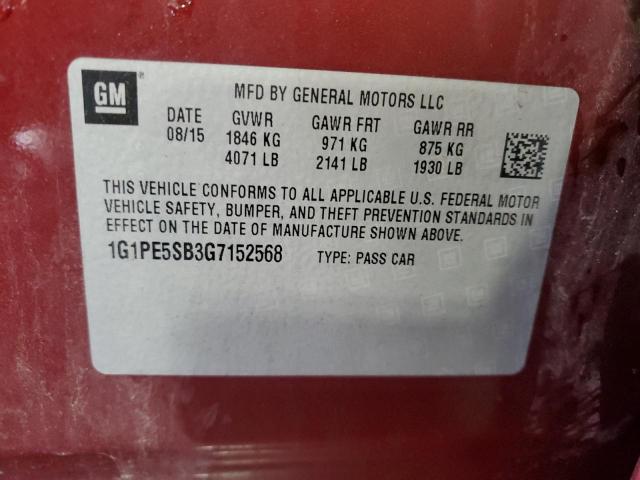 GM
MFD BY GENERAL MOTORS LLC
DATE GVWR GAWR FRT GAWR RR
08/15 1846 KG 971 KG 875 KG
4071 LB 2141 LB 1930 LB
THIS VEHICLE CONFORMS TO ALL APPLICABLE U.S. FEDERAL MOTOR
VEHICLE SAFETY, BUMPER, AND THEFT PREVENTION STANDARDS IN
EFFECT ON THE DATE OF MANUFACTURE SHOWN ABOVE.
1G1PE5SB3G7152568 TYPE: PASS CAR